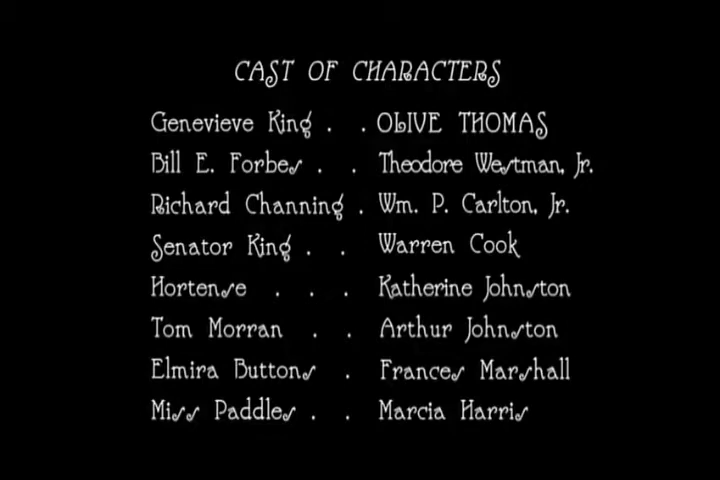 CAST OF CHARACTERS
Genevieve King . . OLIVE THOMAS
Bill E. Forbes . . Theodore Westman, Jr.
Richard Channing . Wm. P. Carlton, Jr.
Senator King . . Warren Cook
Hortense . . . Katherine Johnston
Tom Morran . . Arthur Johnston
Elmira Buttons . Frances Marshall
Miss Paddles . . Marcia Harris